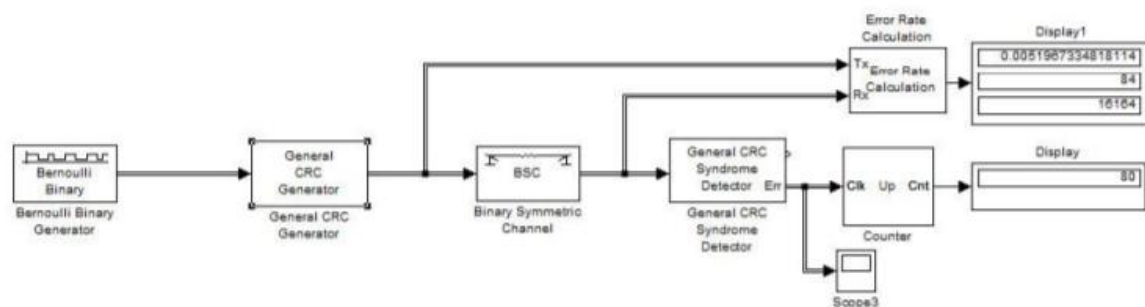 Bernoulli
Binary
Bernoulli Binary
Generator
General
CRC
Generator
General CRC
Generator
BSC
Binary Symmetric
Channel
General CRC
Syndrome
Detector
Err
General CRC
Syndrome
Detector
Error Rate
Calculation
Tx
Rx
Error Rate
Calculation
Display1
0.0051967334818114
84
16164
Clk Up Cnt
Counter
Display
80
Scope3